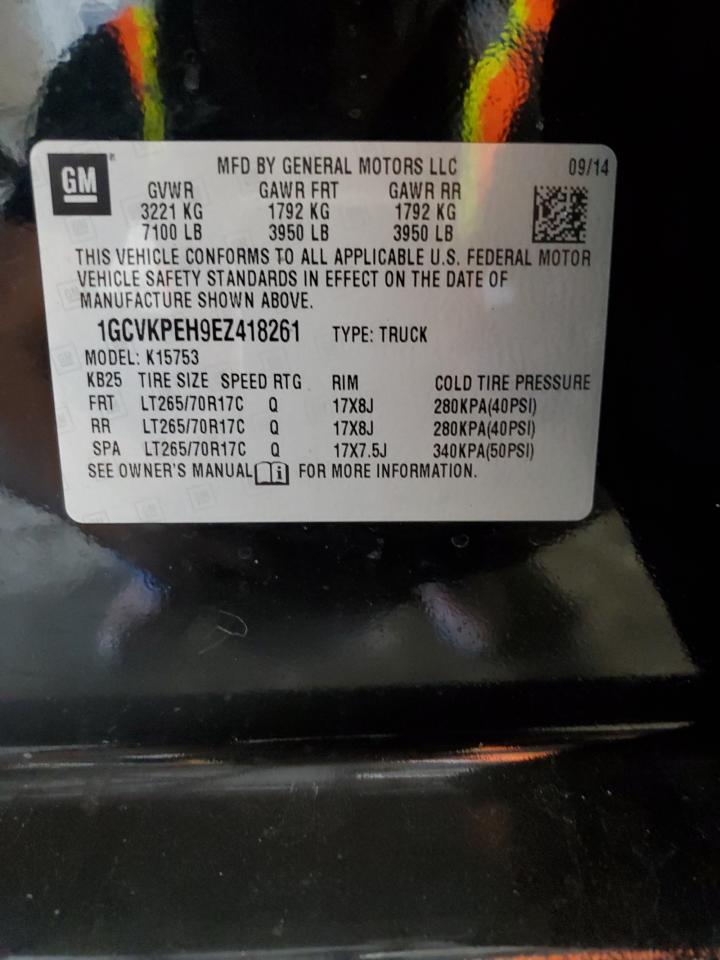 GM
MFD BY GENERAL MOTORS LLC 09/14
GVWR GAWR FRT GAWR RR
3221 KG 1792 KG 1792 KG
7100 LB 3950 LB 3950 LB
THIS VEHICLE CONFORMS TO ALL APPLICABLE U.S. FEDERAL MOTOR
VEHICLE SAFETY STANDARDS IN EFFECT ON THE DATE OF
MANUFACTURE SHOWN ABOVE.
1GCVKPEH9EZ418261 TYPE: TRUCK
MODEL: K15753
KB25 TIRE SIZE SPEED RTG RIM COLD TIRE PRESSURE
FRT LT265/70R17C Q 17X8J 280KPA(40PSI)
RR LT265/70R17C Q 17X8J 280KPA(40PSI)
SPA LT265/70R17C Q 17X7.5J 340KPA(50PSI)
SEE OWNER'S MANUAL i FOR MORE INFORMATION.